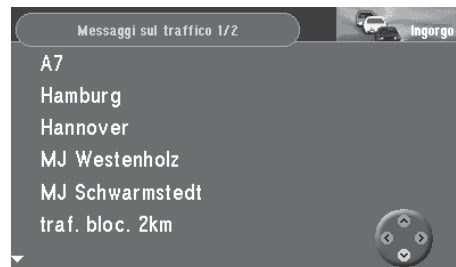 Messaggi sul traffico 1/2
Ingorgo
A7
Hamburg
Hannover
MJ Westenholz
MJ Schwarmstedt
traf. bloc. 2km